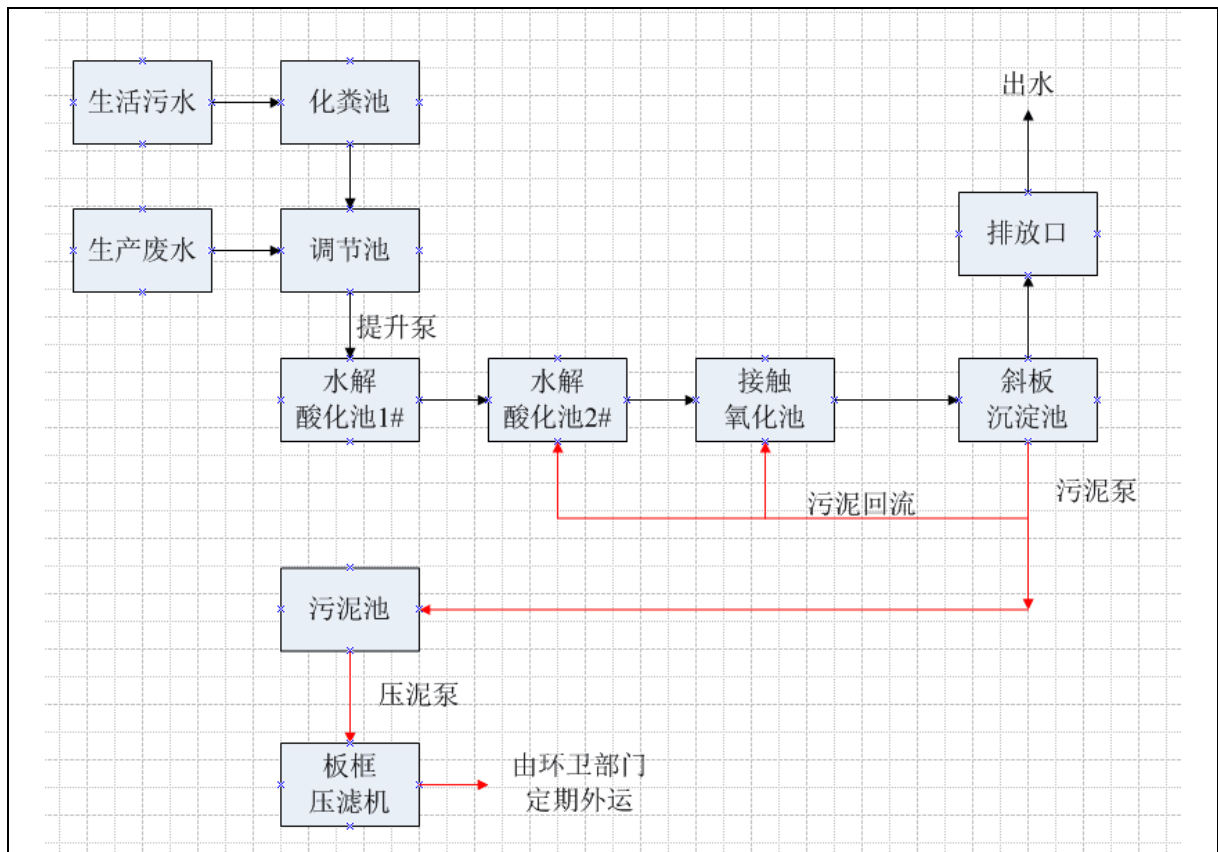 生活污水
化粪池
出水
生产废水
调节池
排放口
提升泵
水解
酸化池1#
水解
酸化池2#
接触
氧化池
斜板
沉淀池
污泥回流
污泥泵
污泥池
压泥泵
板框
压滤机
由环卫部门
定期外运